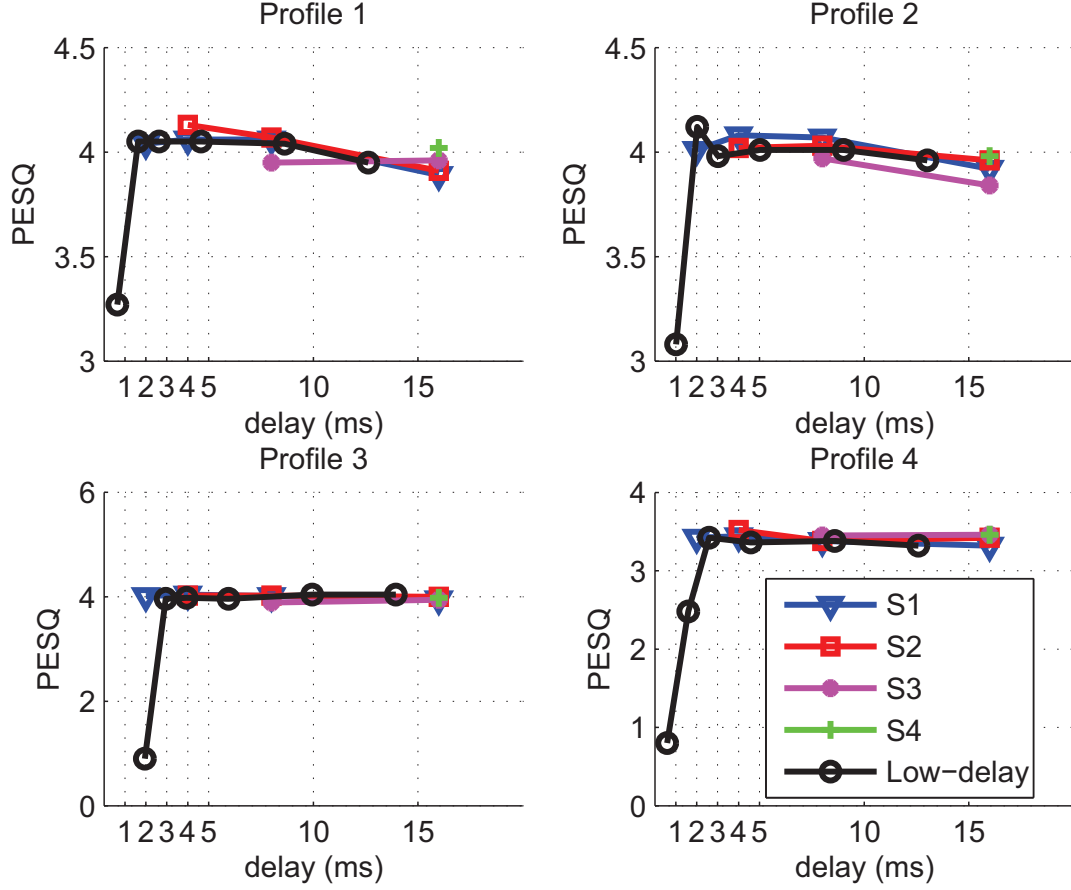 Profile 1
4.5
4
3.5
3
PESQ
1 2 3 4 5 10 15
delay (ms)
Profile 2
4.5
4
3.5
3
PESQ
1 2 3 4 5 10 15
delay (ms)
Profile 3
6
4
2
0
PESQ
1 2 3 4 5 10 15
delay (ms)
Profile 4
4
3
2
1
0
PESQ
1 2 3 4 5 10 15
delay (ms)
S1
S2
S3
S4
Low-delay